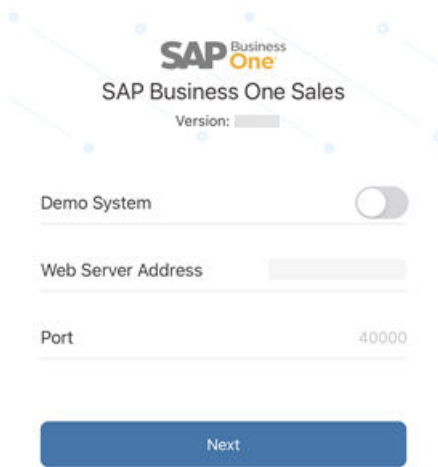 SAP Business One
SAP Business One Sales
Version:
Demo System
Web Server Address
Port 40000
Next